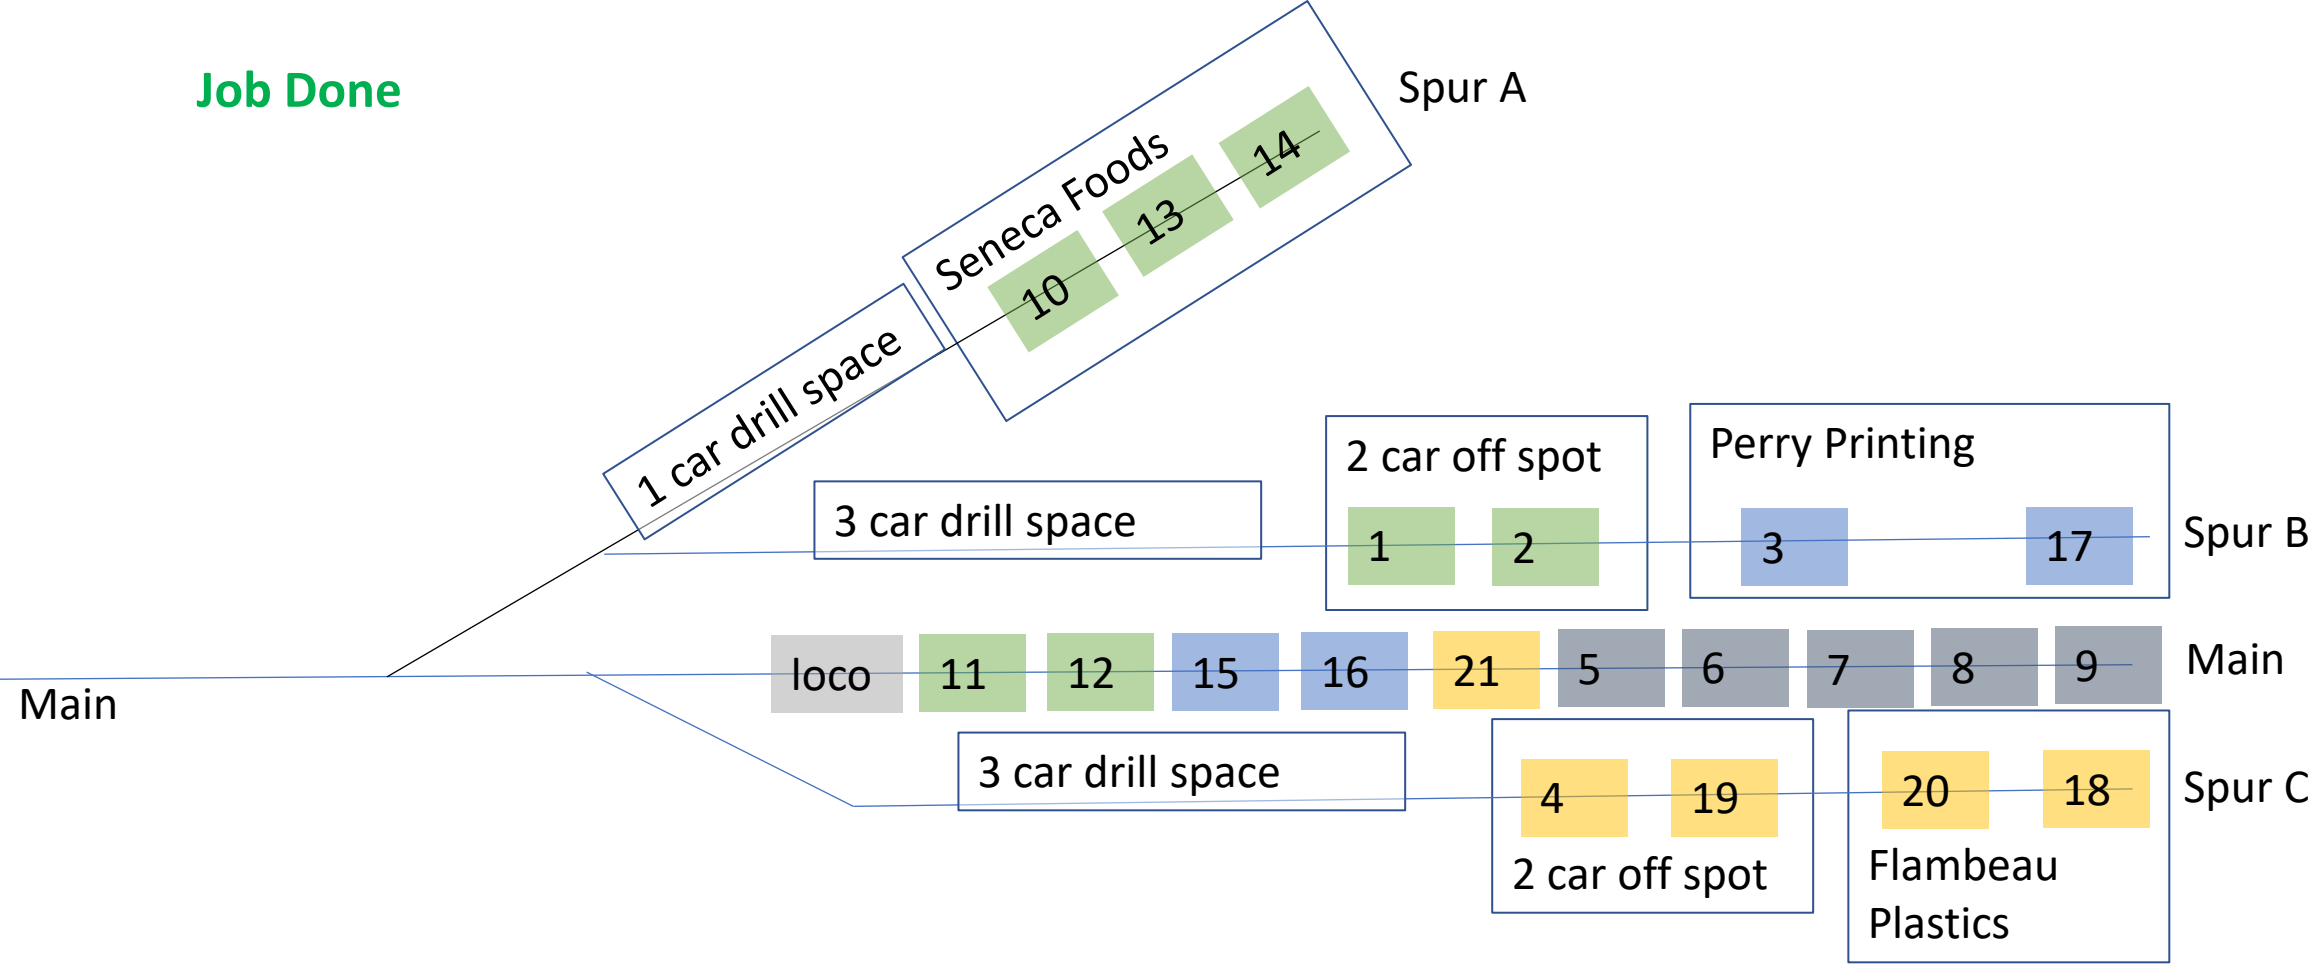 Job Done
Spur A
Seneca Foods
14
13
10
1 car drill space
2 car off spot
Perry Printing
3 car drill space
1 2 3 17
Spur B
loco 11 12 15 16 21 5 6 7 8 9
Main
Main
3 car drill space
4 19 20 18
Spur C
2 car off spot
Flambeau
Plastics